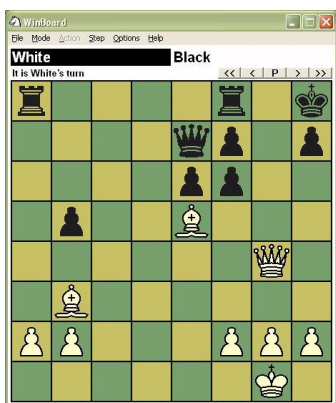 WinBoard
File Mode Action Step Options Help
White Black
It is White's turn << < P > >>